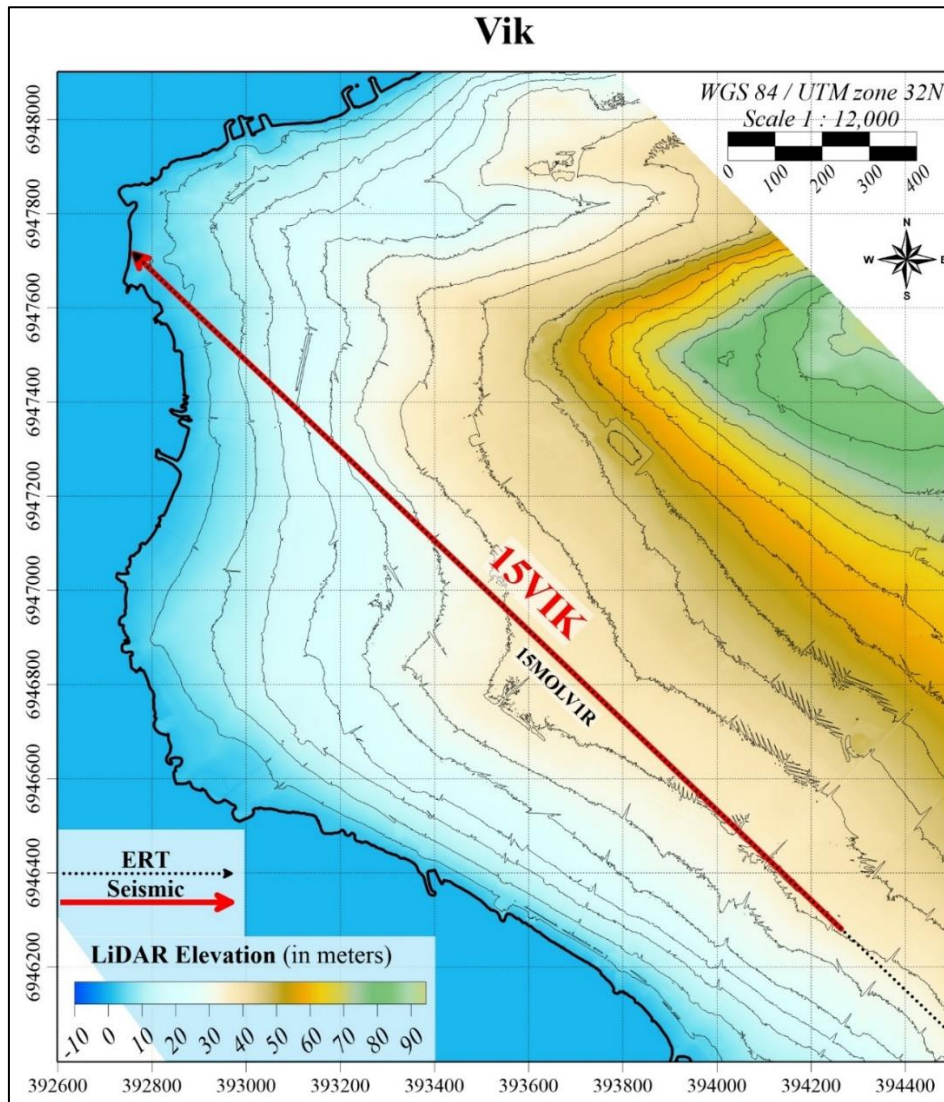 Vik
WGS 84 / UTM zone 32N
Scale 1 : 12,000
0 100 200 300 400
N
W E
S
6948000
6947800
6947600
6947400
6947200
6947000
6946800
6946600
6946400
6946200
15VIK
15MOLV1R
ERT
Seismic
LiDAR Elevation (in meters)
-10 0 10 20 30 40 50 60 70 80 90
392600 392800 393000 393200 393400 393600 393800 394000 394200 394400